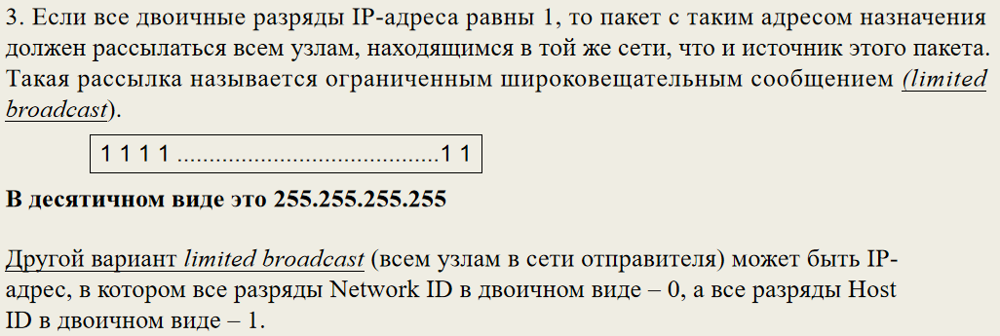 3. Если все двоичные разряды IP-адреса равны 1, то пакет с таким адресом назначения
должен рассылаться всем узлам, находящимся в той же сети, что и источник этого пакета.
Такая рассылка называется ограниченным широковещательным сообщением (limited
broadcast).
1 1 1 1 .........................................1 1
В десятичном виде это 255.255.255.255
Другой вариант limited broadcast (всем узлам в сети отправителя) может быть IP-
адрес, в котором все разряды Network ID в двоичном виде – 0, а все разряды Host
ID в двоичном виде – 1.